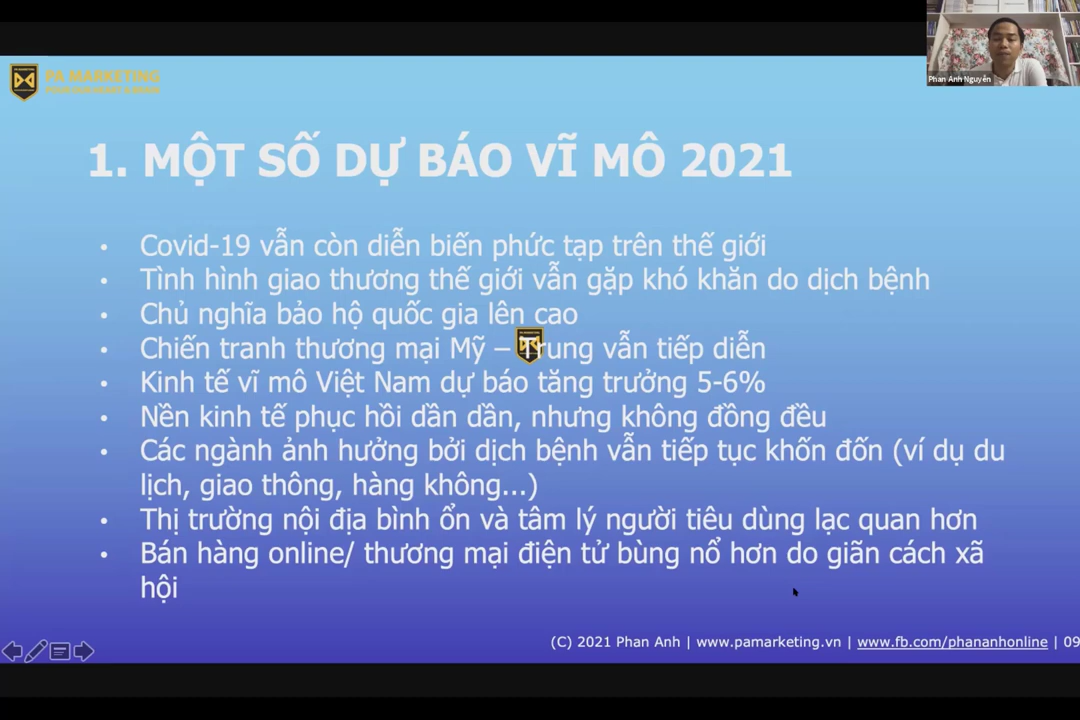 PA MARKETING
Phan Anh Nguyễn
1. MỘT SỐ DỰ BÁO VĨ MÔ 2021
• Covid-19 vẫn còn diễn biến phức tạp trên thế giới
• Tình hình giao thương thế giới vẫn gặp khó khăn do dịch bệnh
• Chủ nghĩa bảo hộ quốc gia lên cao
• Chiến tranh thương mại Mỹ – Trung vẫn tiếp diễn
• Kinh tế vĩ mô Việt Nam dự báo tăng trưởng 5-6%
• Nền kinh tế phục hồi dần dần, nhưng không đồng đều
• Các ngành ảnh hưởng bởi dịch bệnh vẫn tiếp tục khốn đốn (ví dụ du
lịch, giao thông, hàng không...)
• Thị trường nội địa bình ổn và tâm lý người tiêu dùng lạc quan hơn
• Bán hàng online/ thương mại điện tử bùng nổ hơn do giãn cách xã
hội
(C) 2021 Phan Anh | www.pamarketing.vn | www.fb.com/phananhonline | 09